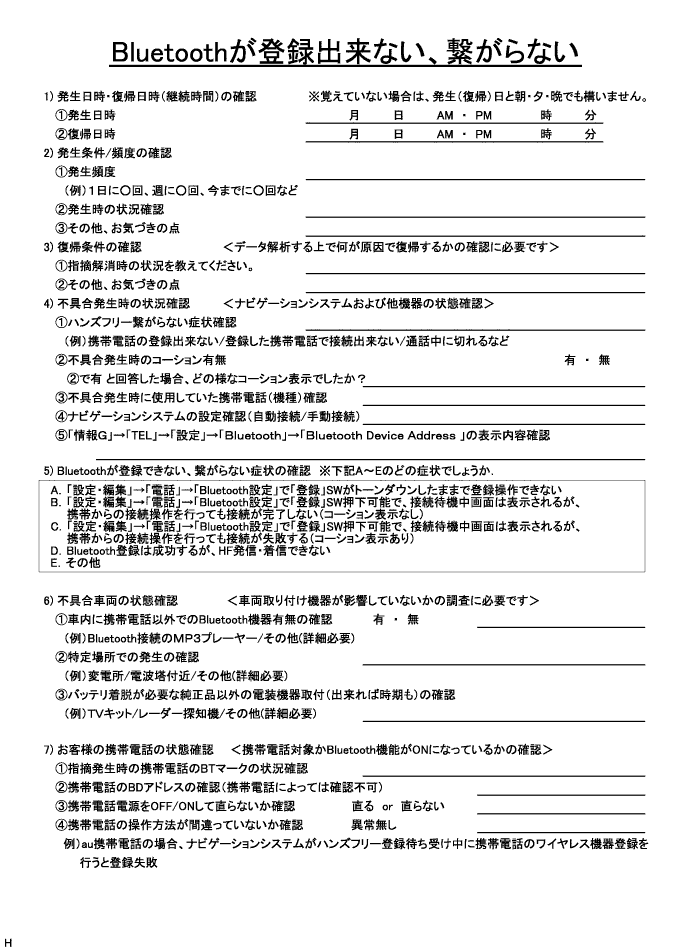 Bluetoothが登録出来ない、繋がらない
1) 発生日時・復帰日時（継続時間）の確認　※覚えていない場合は、発生（復帰）日と朝・夕・晩でも構いません。
①発生日時　月　日　AM ・ PM　時　分
②復帰日時　月　日　AM ・ PM　時　分
2) 発生条件/頻度の確認
①発生頻度
（例）１日に〇回、週に〇回、今までに〇回など
②発生時の状況確認
③その他、お気づきの点
3) 復帰条件の確認　＜データ解析する上で何が原因で復帰するかの確認に必要です＞
①指摘解消時の状況を教えてください。
②その他、お気づきの点
4) 不具合発生時の状況確認　＜ナビゲーションシステムおよび他機器の状態確認＞
①ハンズフリー繋がらない症状確認
（例）携帯電話の登録出来ない/登録した携帯電話で接続出来ない/通話中に切れるなど
②不具合発生時のコーション有無　有 ・ 無
②で有 と回答した場合、どの様なコーション表示でしたか？
③不具合発生時に使用していた携帯電話（機種）確認
④ナビゲーションシステムの設定確認（自動接続/手動接続）
⑤「情報G」→「TEL」→「設定」→「Bluetooth」→「Bluetooth Device Address 」の表示内容確認
5) Bluetoothが登録できない、繋がらない症状の確認 ※下記A～Eのどの症状でしょうか.
A. 「設定・編集」→「電話」→「Bluetooth設定」で「登録」SWがトーンダウンしたままで登録操作できない
B. 「設定・編集」→「電話」→「Bluetooth設定」で「登録」SW押下可能で、接続待機中画面は表示されるが、
携帯からの接続操作を行っても接続が完了しない（コーション表示なし）
C. 「設定・編集」→「電話」→「Bluetooth設定」で「登録」SW押下可能で、接続待機中画面は表示されるが、
携帯からの接続操作を行っても接続が失敗する（コーション表示あり）
D. Bluetooth登録は成功するが、HF発信・着信できない
E. その他
6) 不具合車両の状態確認　＜車両取り付け機器が影響していないかの調査に必要です＞
①車内に携帯電話以外でのBluetooth機器有無の確認　有 ・ 無
（例）Bluetooth接続のMP3プレーヤー/その他(詳細必要）
②特定場所での発生の確認
（例）変電所/電波塔付近/その他(詳細必要）
③バッテリ着脱が必要な純正品以外の電装機器取付（出来れば時期も）の確認
（例）TVキット/レーダー探知機/その他(詳細必要）
7) お客様の携帯電話の状態確認　＜携帯電話対象かBluetooth機能がONになっているかの確認＞
①指摘発生時の携帯電話のBTマークの状況確認
②携帯電話のBDアドレスの確認（携帯電話によっては確認不可）
③携帯電話電源をOFF/ONして直らないか確認　直る or 直らない
④携帯電話の操作方法が間違っていないか確認　異常無し
例）au携帯電話の場合、ナビゲーションシステムがハンズフリー登録待ち受け中に携帯電話のワイヤレス機器登録を
行うと登録失敗
H